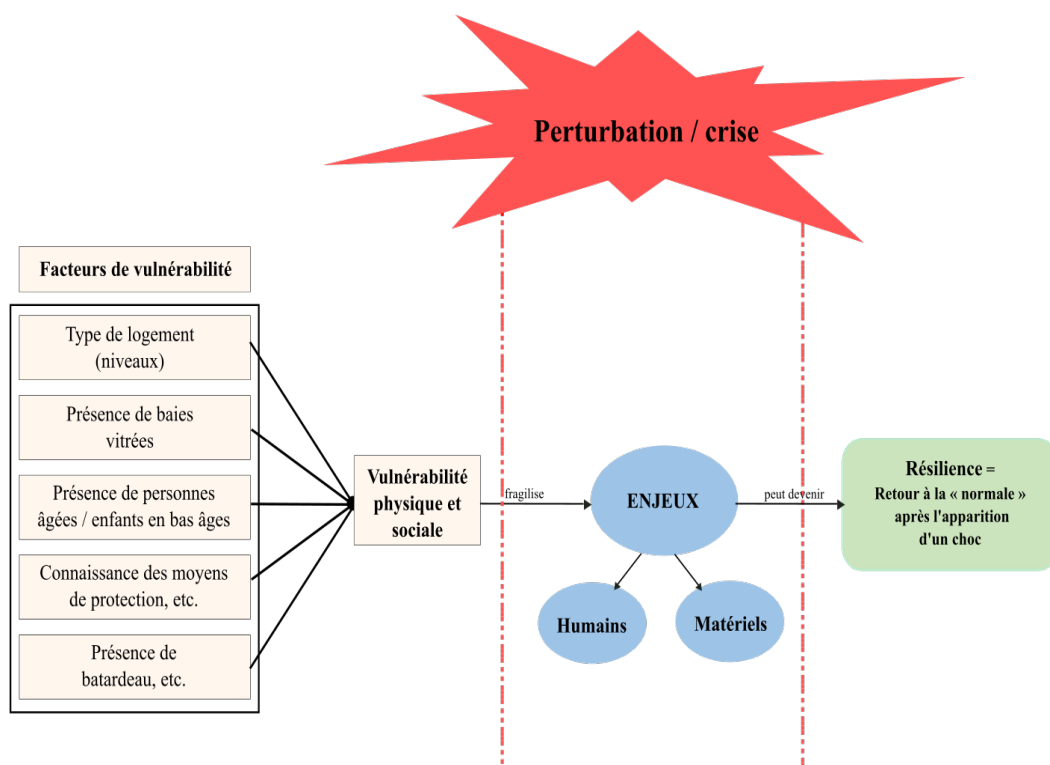 Perturbation / crise
Facteurs de vulnérabilité
Type de logement
(niveaux)
Présence de baies
vitrées
Présence de personnes
âgées / enfants en bas âges
Connaissance des moyens
de protection, etc.
Présence de
batardeau, etc.
Vulnérabilité
physique et
sociale
fragilise
ENJEUX
Humains
Matériels
peut devenir
Résilience =
Retour à la « normale »
après l'apparition
d'un choc